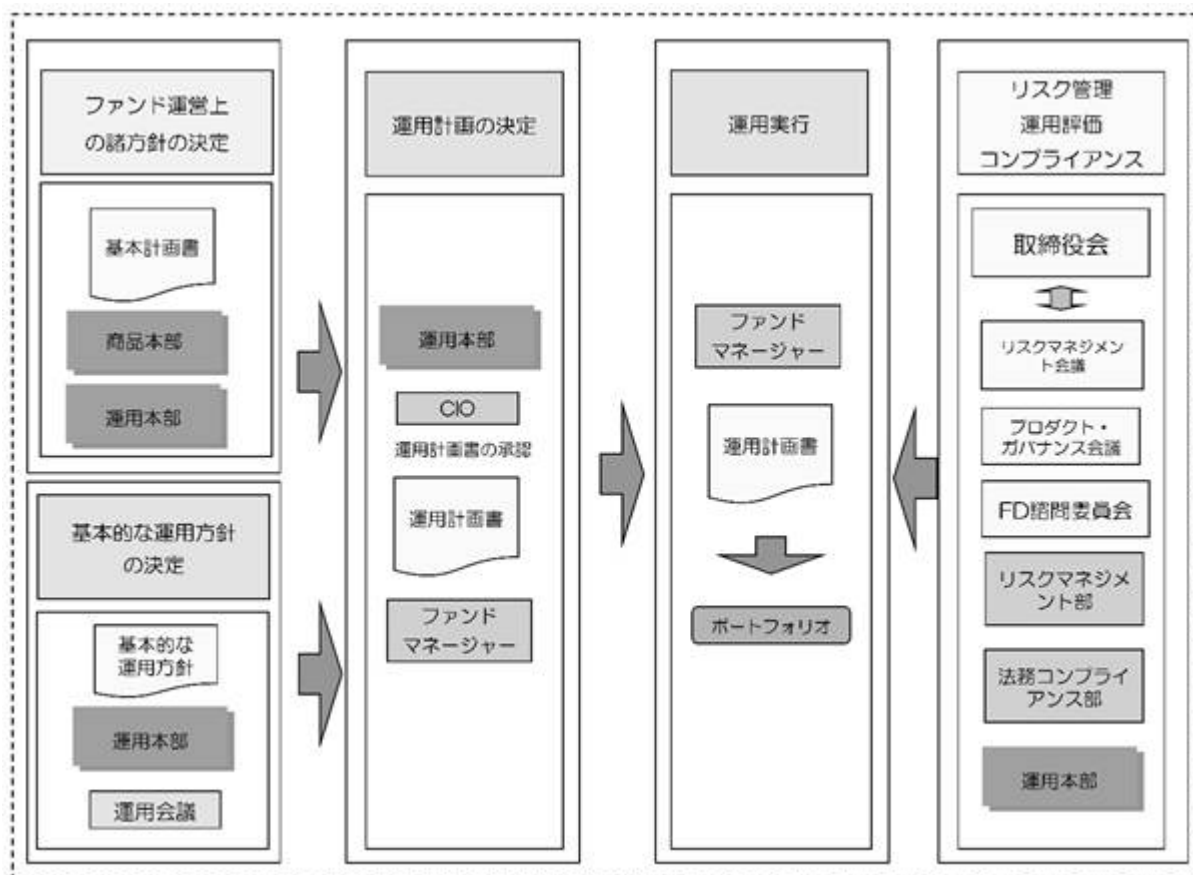 ファンド運営上
の諸方針の決定
基本計画書
商品本部
運用本部
基本的な運用方針
の決定
基本的な
運用方針
運用本部
運用会議
運用計画の決定
運用本部
CIO
運用計画書の承認
運用計画書
ファンド
マネージャー
運用実行
ファンド
マネージャー
運用計画書
ポートフォリオ
リスク管理
運用評価
コンプライアンス
取締役会
リスクマネジメン
ト会議
プロダクト・
ガバナンス会議
FD諮問委員会
リスクマネジメ
ント部
法務コンプライ
アンス部
運用本部